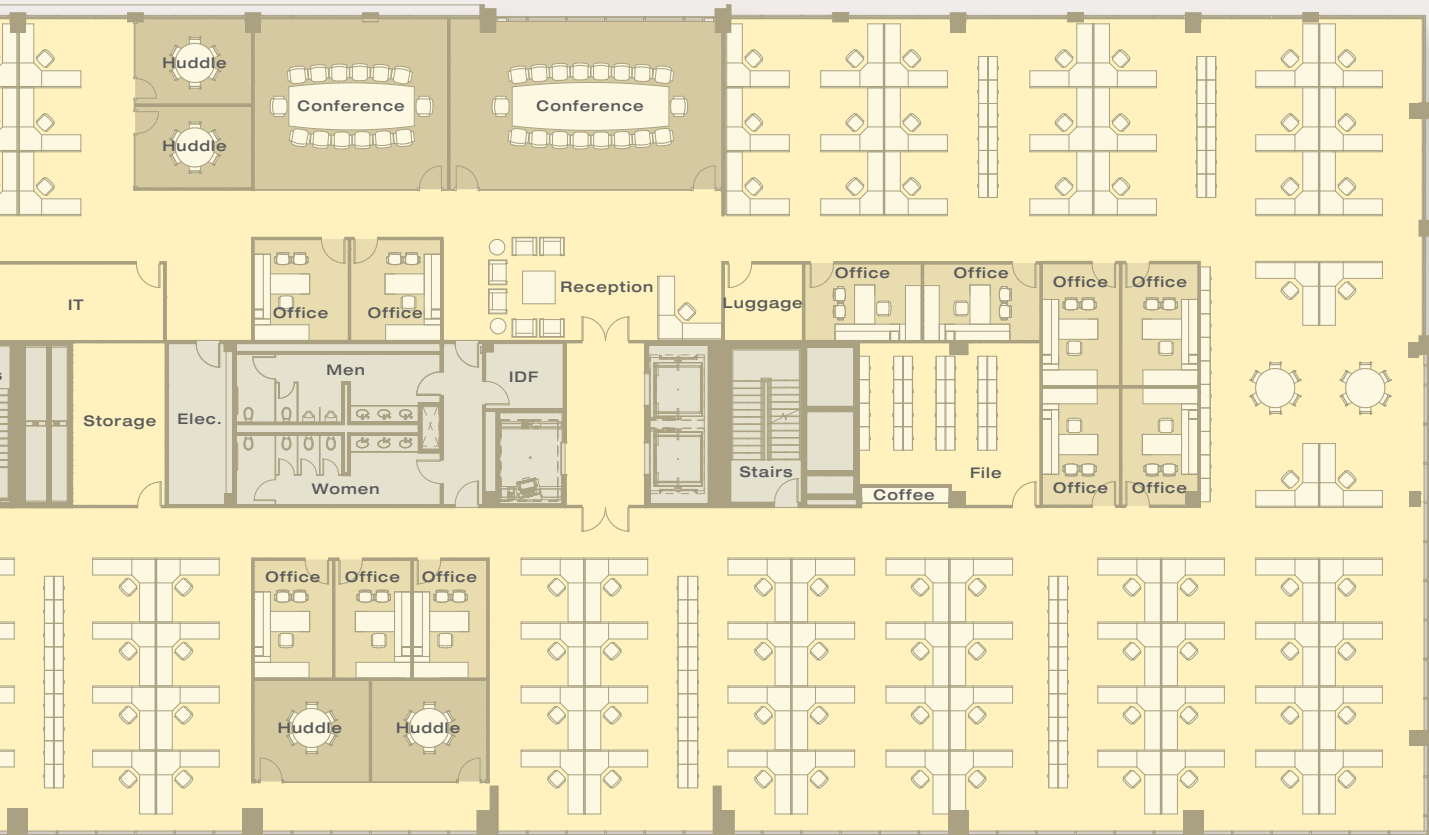 Huddle
Conference
Conference
Huddle
Office
Office
Office
Office
Office
Office
Reception
Luggage
IT
Men
IDF
Storage
Elec.
Women
Stairs
File
Coffee
Office
Office
Office
Office
Office
Huddle
Huddle